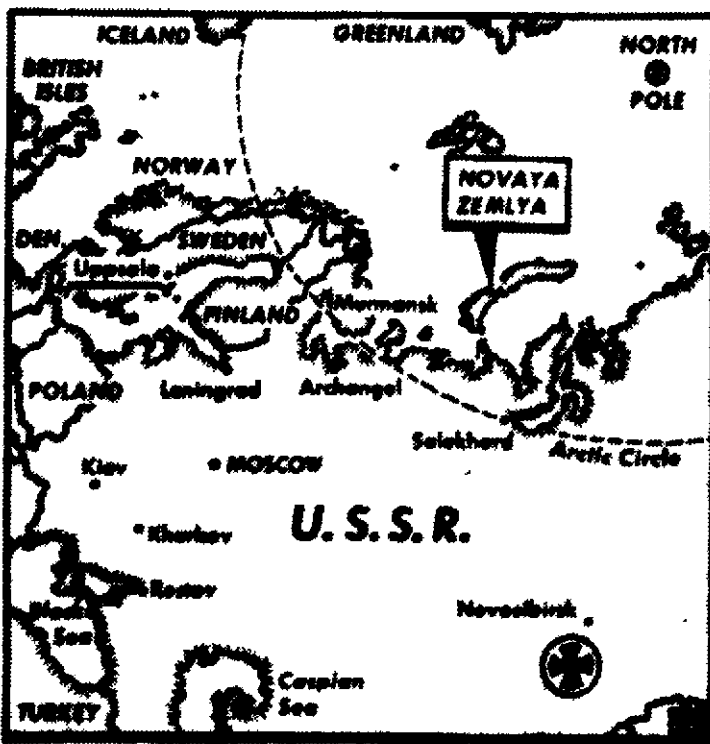 ICELAND
GREENLAND
NORTH
POLE
BRITISH
ISLES
NORWAY
NOVAYA
ZEMLYA
DEN.
SWEDEN
Uppsala
FINLAND
Murmansk
POLAND
Leningrad
Archangel
Salekhard
Arctic Circle
Kiev
MOSCOW
Kharkov
U. S. S. R.
Rostov
Black
Sea
Novosibirsk
Caspian
Sea
TURKEY